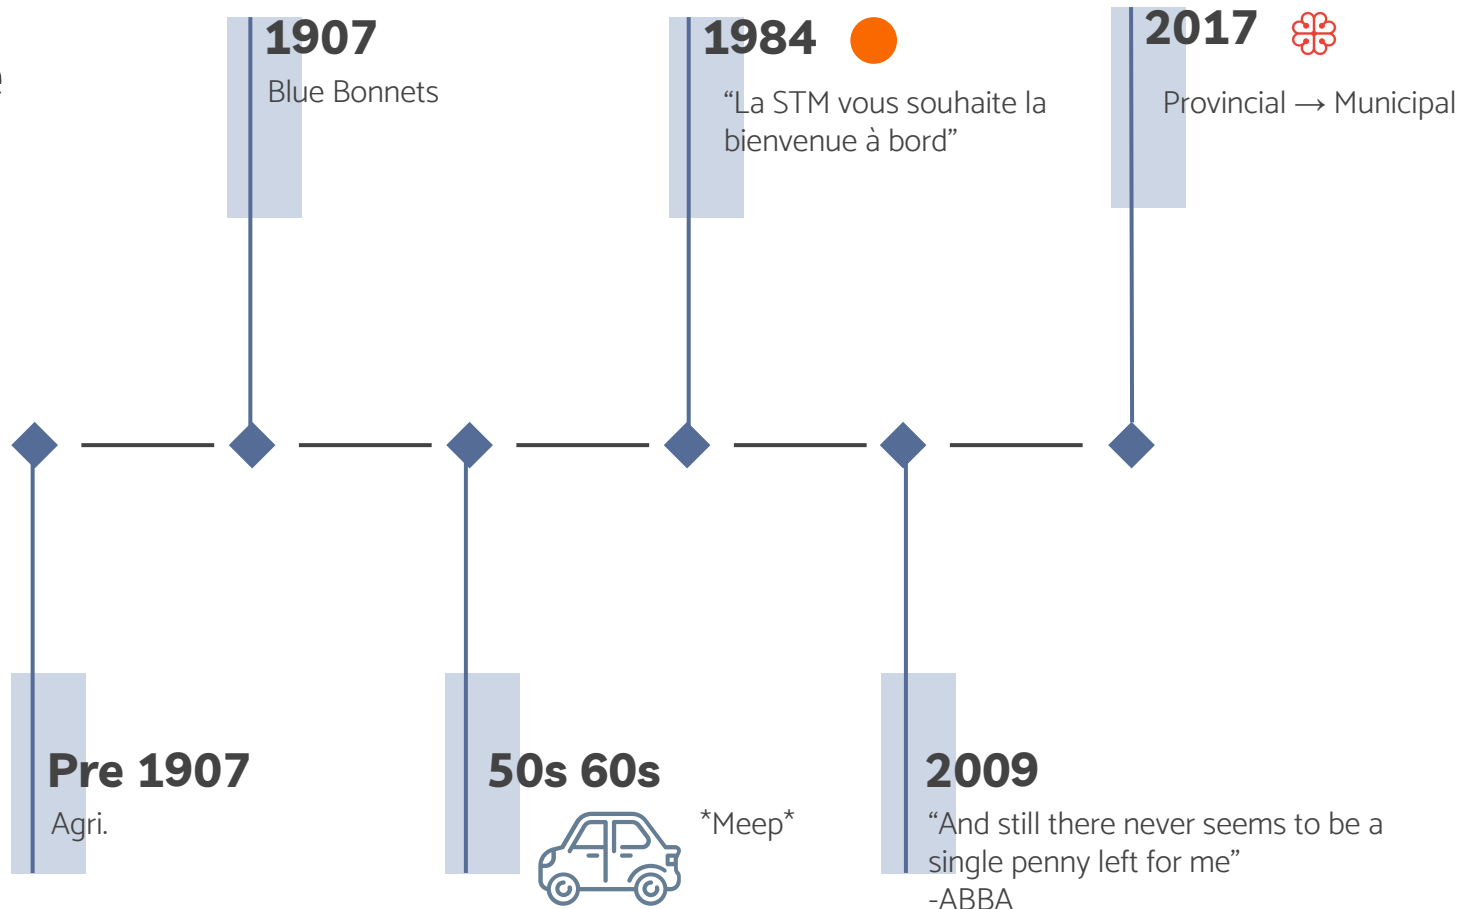 e
1907
Blue Bonnets
1984
“La STM vous souhaite la
bienvenue à bord”
2017
Provincial → Municipal
Pre 1907
Agri.
50s 60s
*Meep*
2009
“And still there never seems to be a
single penny left for me”
-ABBA